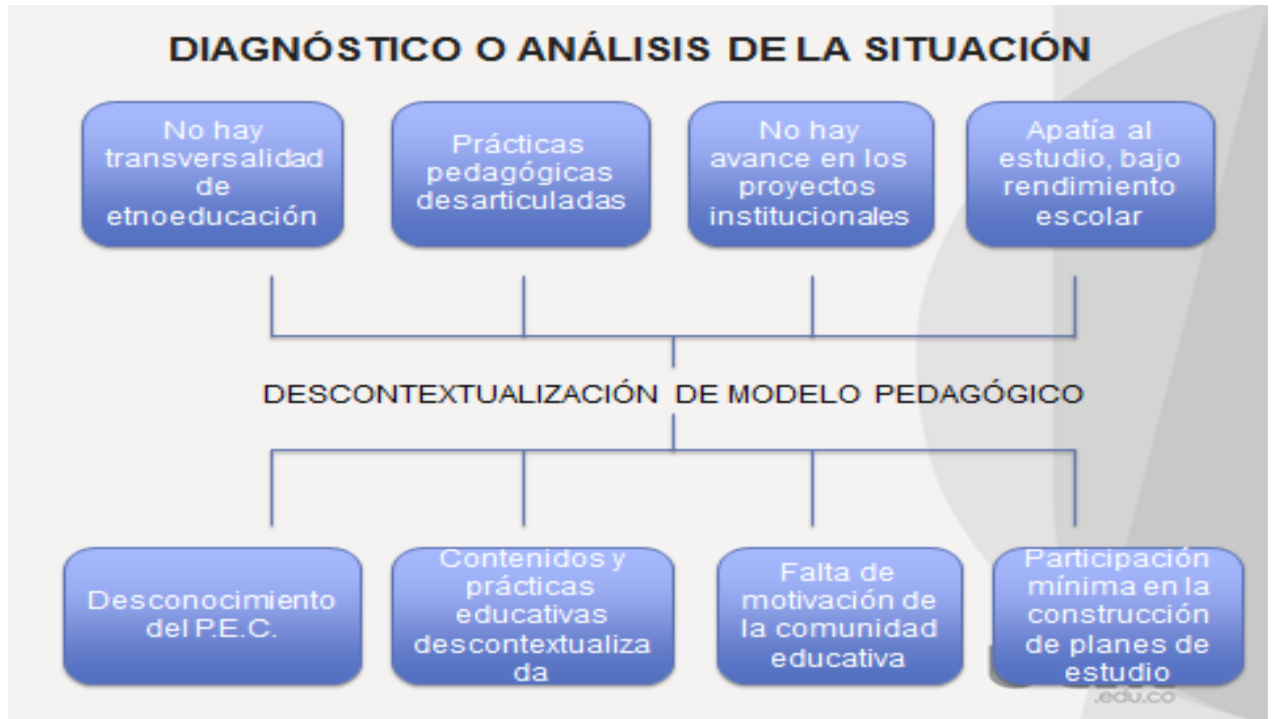 DIAGNÓSTICO O ANÁLISIS DE LA SITUACIÓN
No hay
transversalidad
de
etnoeducación
Prácticas
pedagógicas
desarticuladas
No hay
avance en los
proyectos
institucionales
Apatía al
estudio, bajo
rendimiento
escolar
DESCONTEXTUALIZACIÓN DE MODELO PEDAGÓGICO
Desconocimiento
del P.E.C.
Contenidos y
prácticas
educativas
descontextualiza
da
Falta de
motivación de
la comunidad
educativa
Participación
mínima en la
construcción
de planes de
estudio
.edu.co